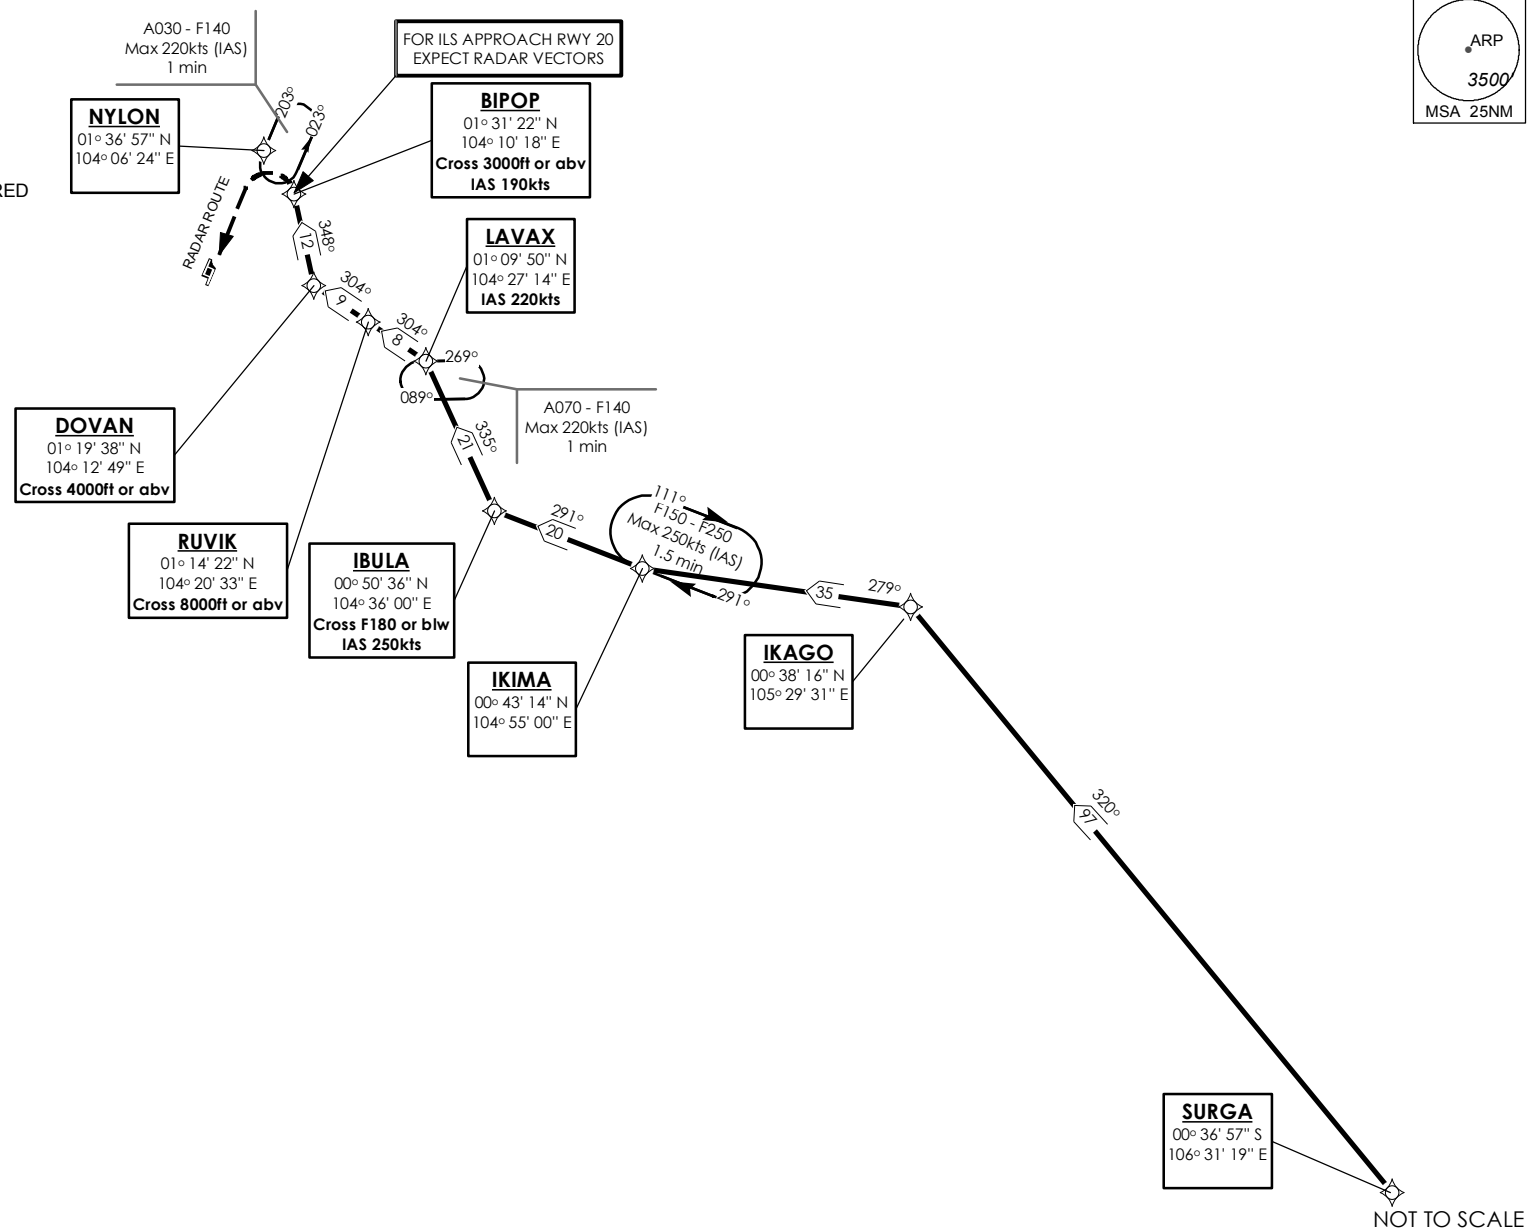 A030 - F140
Max 220kts (IAS)
1 min
FOR ILS APPROACH RWY 20
EXPECT RADAR VECTORS
ARP
3500'
MSA 25NM
NYLON
01° 36' 57" N
104° 06' 24" E
203°
023°
BIPOP
01° 31' 22" N
104° 10' 18" E
Cross 3000ft or abv
IAS 190kts
RED
RADAR ROUTE
348°
12
LAVAX
01° 09' 50" N
104° 27' 14" E
IAS 220kts
304°
9
304°
8
269°
089°
A070 - F140
Max 220kts (IAS)
1 min
DOVAN
01° 19' 38" N
104° 12' 49" E
Cross 4000ft or abv
335°
21
RUVIK
01° 14' 22" N
104° 20' 33" E
Cross 8000ft or abv
IBULA
00° 50' 36" N
104° 36' 00" E
Cross F180 or blw
IAS 250kts
291°
20
111°
F150 - F250
Max 250kts (IAS)
1.5 min
291°
279°
35
IKIMA
00° 43' 14" N
104° 55' 00" E
IKAGO
00° 38' 16" N
105° 29' 31" E
320°
97
SURGA
00° 36' 57" S
106° 31' 19" E
NOT TO SCALE